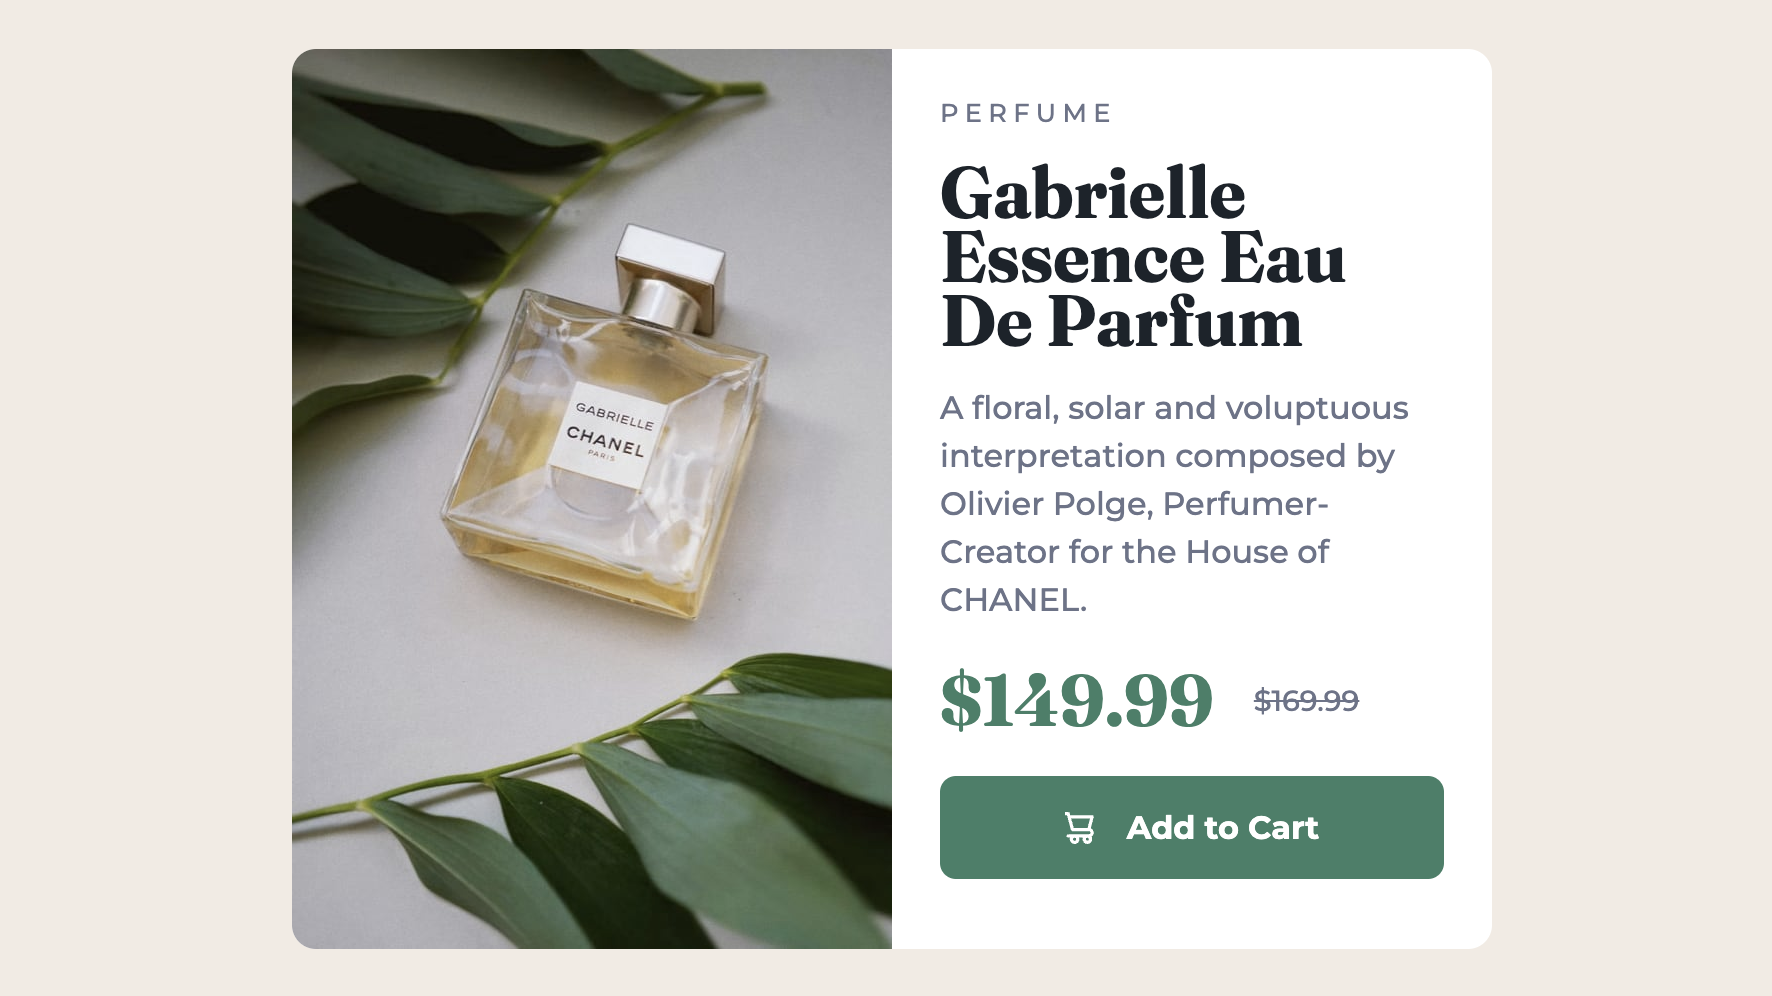 GABRIELLE
CHANEL
PARIS
PERFUME
Gabrielle
Essence Eau
De Parfum
A floral, solar and voluptuous
interpretation composed by
Olivier Polge, Perfumer-
Creator for the House of
CHANEL.
$149.99 $169.99
Add to Cart